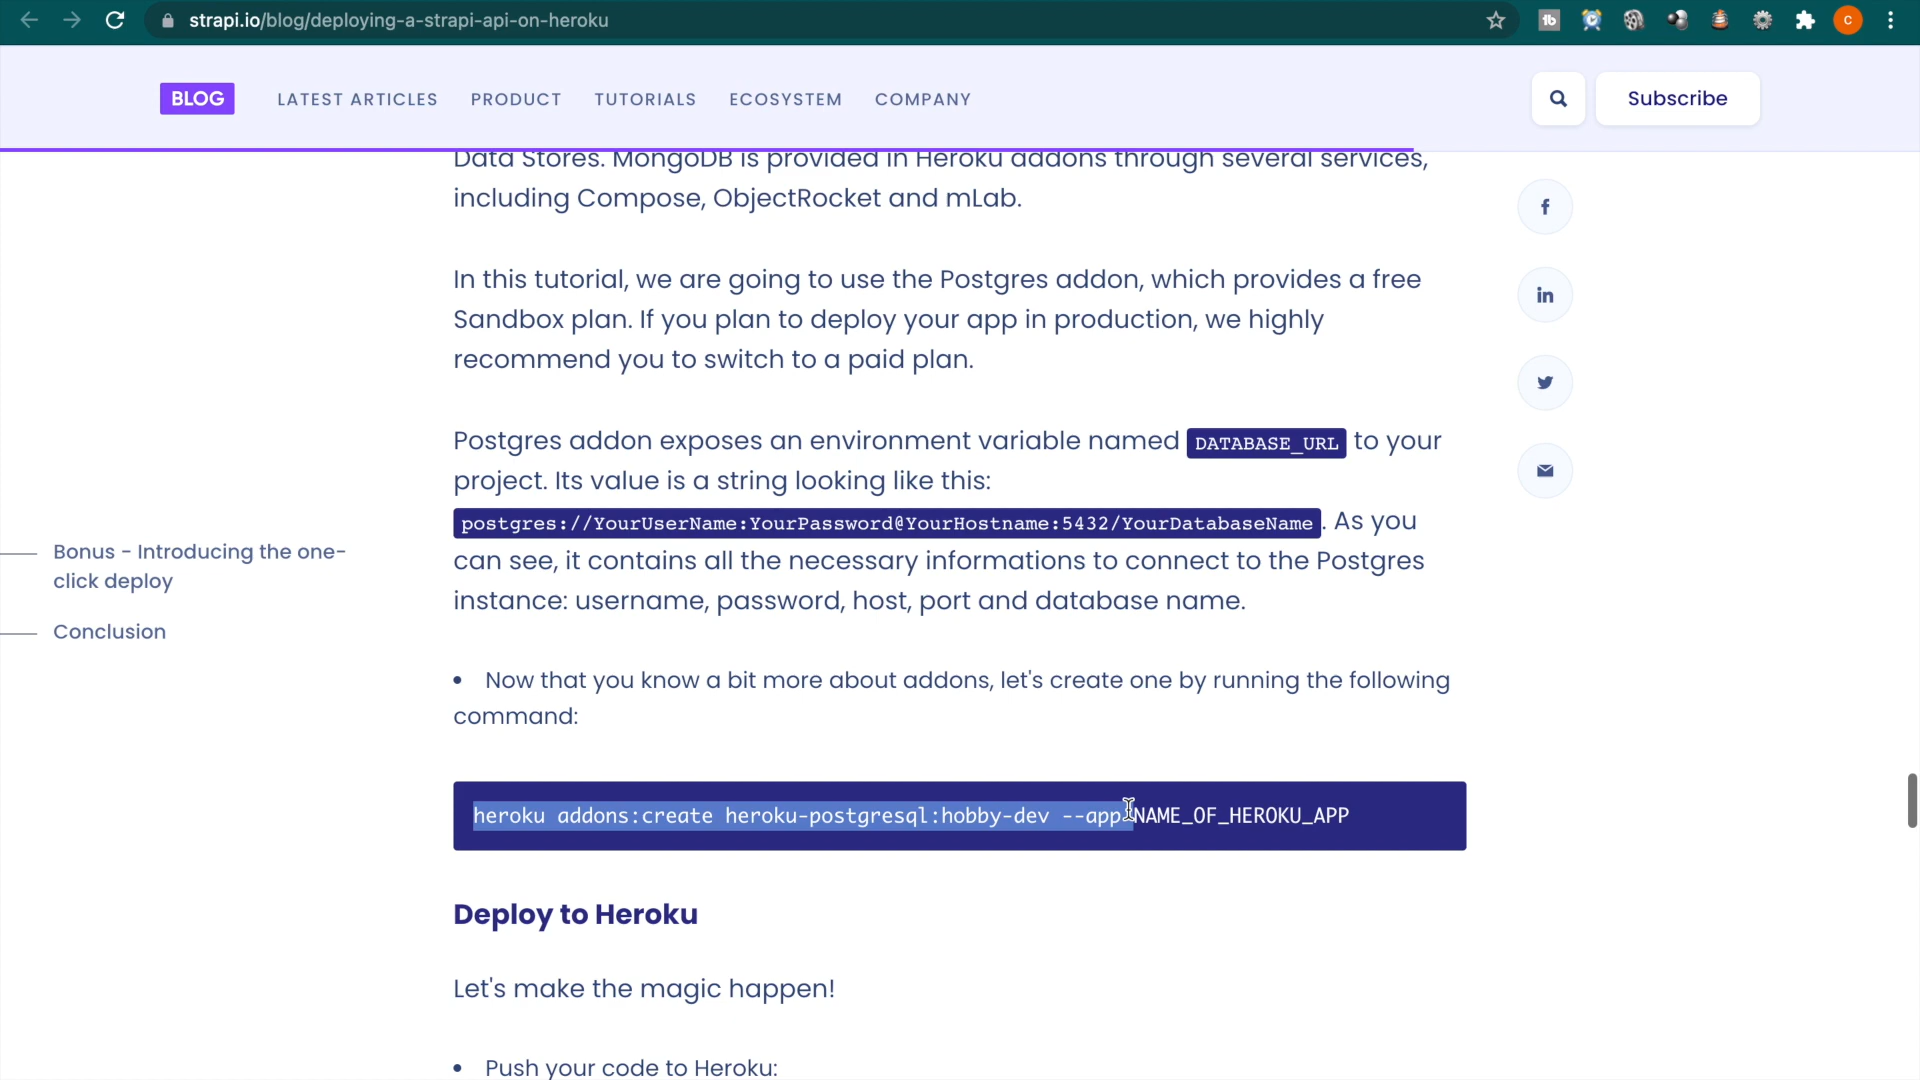 strapi.io/blog/deploying-a-strapi-api-on-heroku
C
BLOG
LATEST ARTICLES
PRODUCT
TUTORIALS
ECOSYSTEM
COMPANY
Subscribe
Data Stores. MongoDB is provided in Heroku addons through several services,
including Compose, ObjectRocket and mLab.
In this tutorial, we are going to use the Postgres addon, which provides a free
Sandbox plan. If you plan to deploy your app in production, we highly
recommend you to switch to a paid plan.
Postgres addon exposes an environment variable named DATABASE_URL to your
project. Its value is a string looking like this:
postgres://YourUserName:YourPassword@YourHostname:5432/YourDatabaseName . As you
can see, it contains all the necessary informations to connect to the Postgres
instance: username, password, host, port and database name.
Bonus - Introducing the one-
click deploy
Conclusion
• Now that you know a bit more about addons, let's create one by running the following
command:
heroku addons:create heroku-postgresql:hobby-dev --app NAME_OF_HEROKU_APP
Deploy to Heroku
Let's make the magic happen!
• Push your code to Heroku: